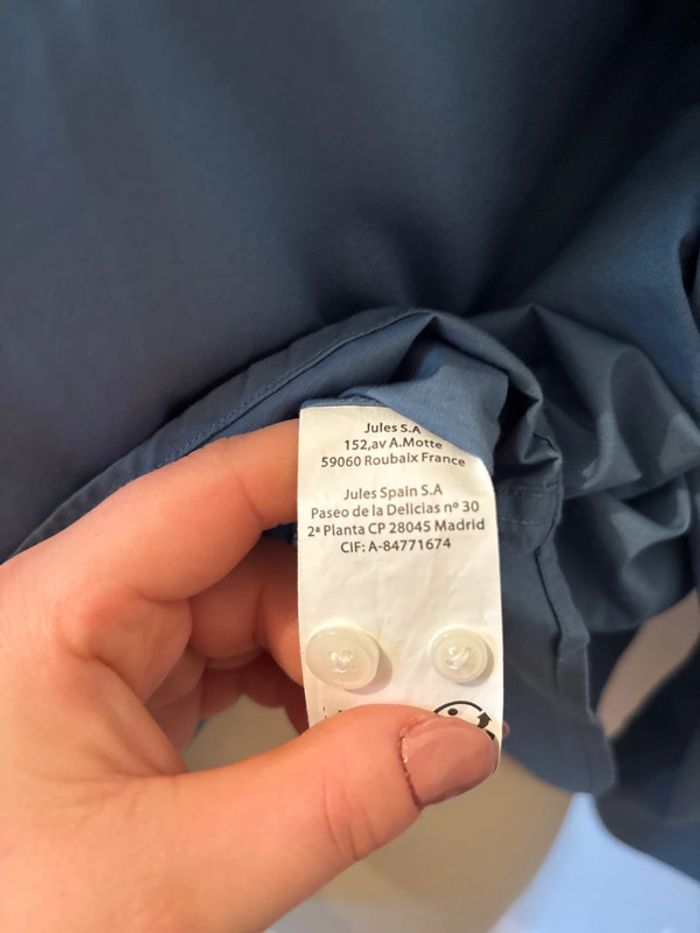 Jules S.A
152,av A.Motte
59060 Roubaix France
Jules Spain S.A
Paseo de la Delicias nº 30
2ª Planta CP 28045 Madrid
CIF: A-84771674